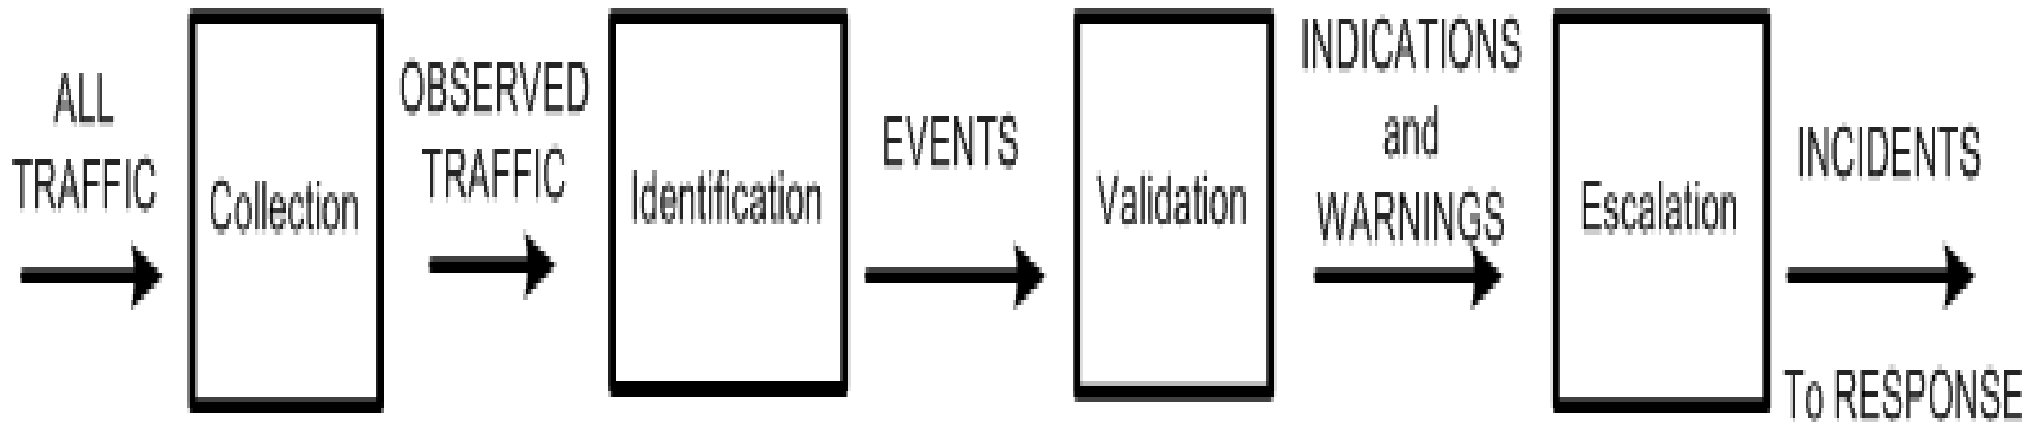 ALL
TRAFFIC
Collection
OBSERVED
TRAFFIC
Identification
EVENTS
Validation
INDICATIONS
and
WARNINGS
Escalation
INCIDENTS
To RESPONSE